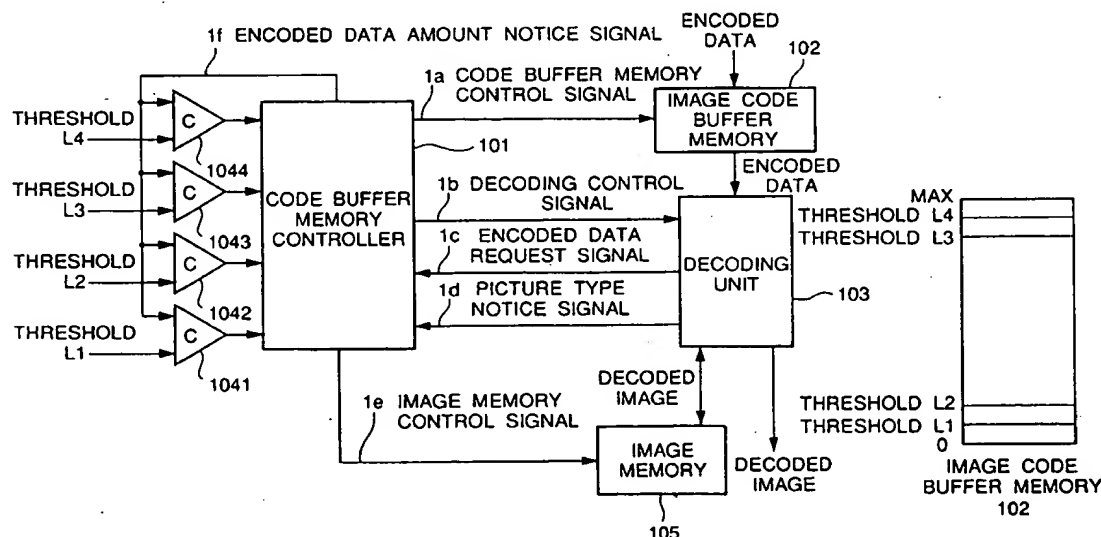 1f ENCODED DATA AMOUNT NOTICE SIGNAL
ENCODED
DATA
102
1a CODE BUFFER MEMORY
CONTROL SIGNAL
IMAGE CODE
BUFFER
MEMORY
THRESHOLD
L4
C
1044
101
ENCODED
DATA
THRESHOLD
L3
C
1043
CODE BUFFER
MEMORY
CONTROLLER
1b DECODING CONTROL
SIGNAL
1c ENCODED DATA
REQUEST SIGNAL
1d PICTURE TYPE
NOTICE SIGNAL
DECODING
UNIT
103
THRESHOLD
L2
C
1042
THRESHOLD
L1
C
1041
MAX
THRESHOLD L4
THRESHOLD L3
THRESHOLD L2
THRESHOLD L1
0
IMAGE CODE
BUFFER MEMORY
102
DECODED
IMAGE
1e IMAGE MEMORY
CONTROL SIGNAL
IMAGE
MEMORY
105
DECODED
IMAGE